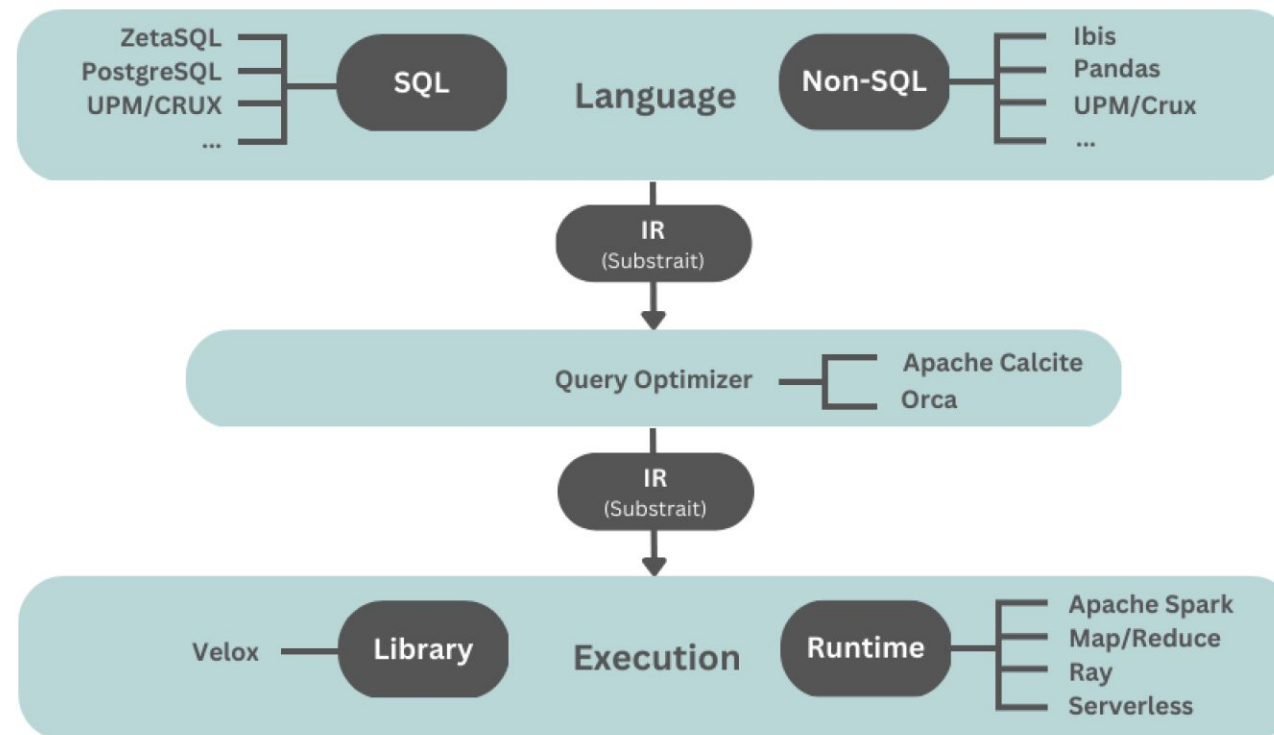 ZetaSQL
PostgreSQL
UPM/CRUX
...
SQL
Language
Non-SQL
Ibis
Pandas
UPM/Crux
...
IR
(Substrait)
Query Optimizer
Apache Calcite
Orca
IR
(Substrait)
Velox
Library
Execution
Runtime
Apache Spark
Map/Reduce
Ray
Serverless